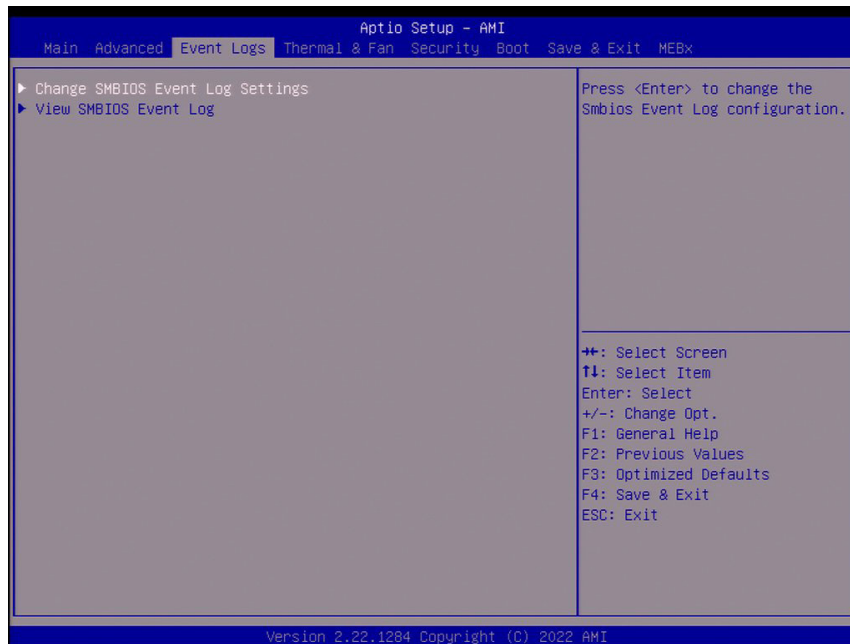 Aptio Setup - AMI
Main Advanced Event Logs Thermal & Fan Security Boot Save & Exit MEBx
Change SMBIOS Event Log Settings
View SMBIOS Event Log
Press <Enter> to change the
Smbios Event Log configuration.
→←: Select Screen
↑↓: Select Item
Enter: Select
+/-: Change Opt.
F1: General Help
F2: Previous Values
F3: Optimized Defaults
F4: Save & Exit
ESC: Exit
Version 2.22.1284 Copyright (C) 2022 AMI